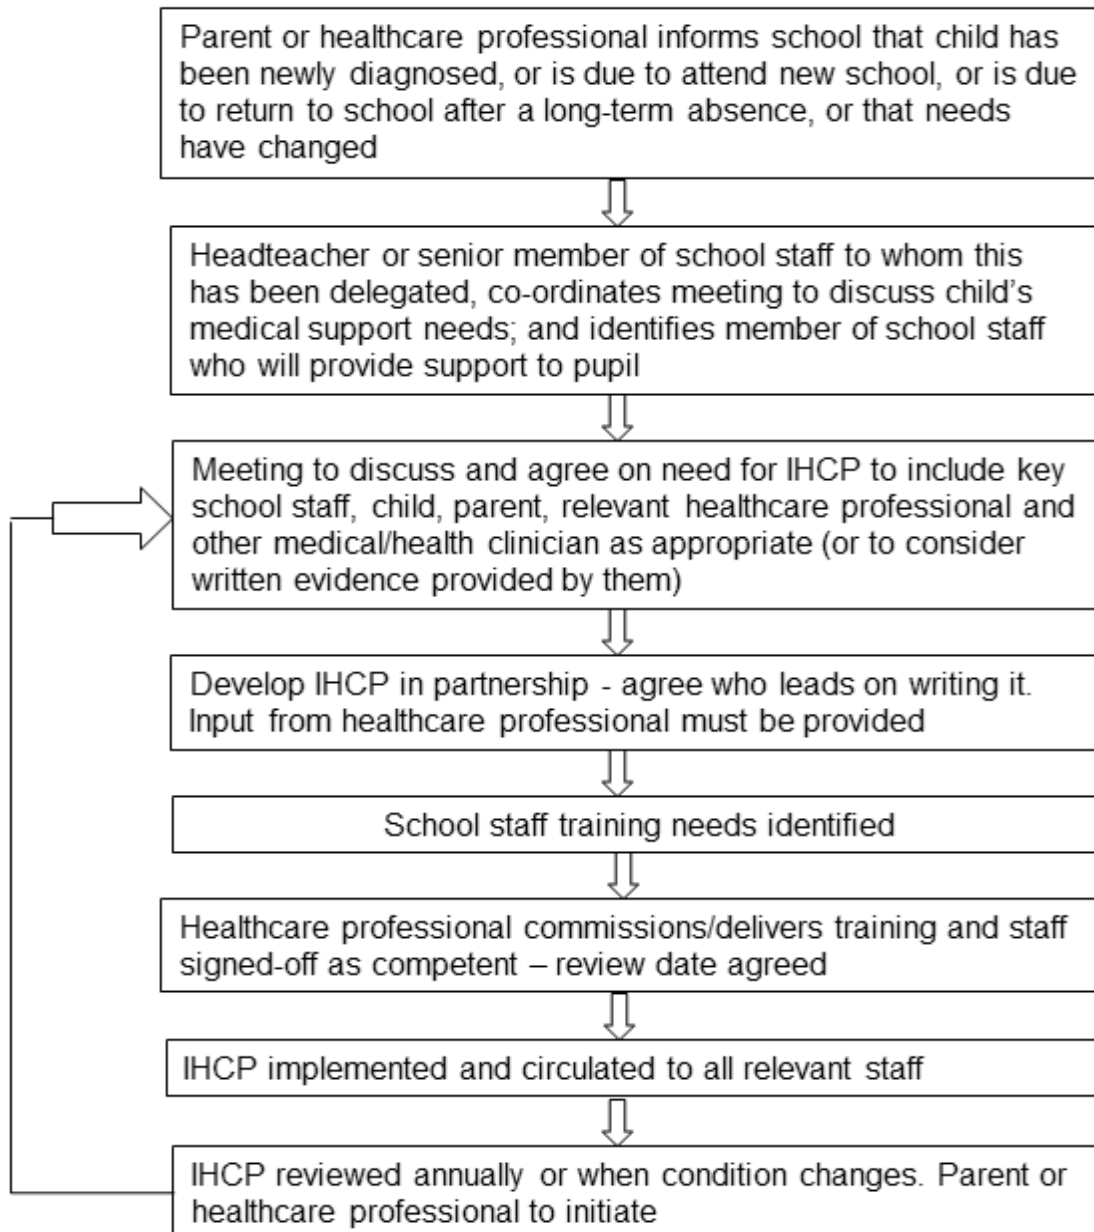 Parent or healthcare professional informs school that child has
been newly diagnosed, or is due to attend new school, or is due
to return to school after a long-term absence, or that needs
have changed
Headteacher or senior member of school staff to whom this
has been delegated, co-ordinates meeting to discuss child's
medical support needs; and identifies member of school staff
who will provide support to pupil
Meeting to discuss and agree on need for IHCP to include key
school staff, child, parent, relevant healthcare professional and
other medical/health clinician as appropriate (or to consider
written evidence provided by them)
Develop IHCP in partnership - agree who leads on writing it.
Input from healthcare professional must be provided
School staff training needs identified
Healthcare professional commissions/delivers training and staff
signed-off as competent – review date agreed
IHCP implemented and circulated to all relevant staff
IHCP reviewed annually or when condition changes. Parent or
healthcare professional to initiate